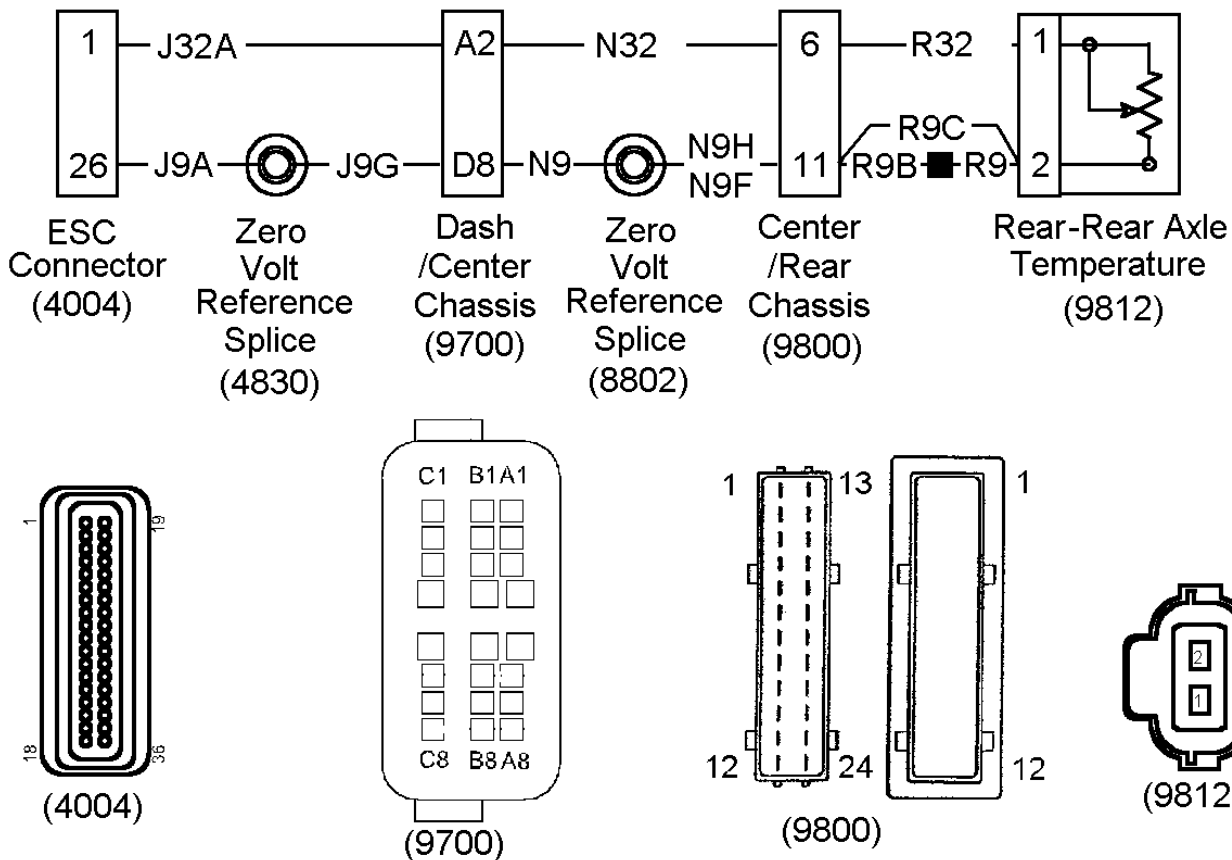 1 J32A A2 N32 6 R32 1
R9C
N9H
26 J9A J9G D8 N9 11 R9B R9 2
N9F
ESC
Connector
(4004)
Zero
Volt
Reference
Splice
(4830)
Dash
/Center
Chassis
(9700)
Zero
Volt
Reference
Splice
(8802)
Center
/Rear
Chassis
(9800)
Rear-Rear Axle
Temperature
(9812)
1 19
18 36
(4004)
C1 B1 A1
C8 B8 A8
(9700)
1 13 1
12 24 12
(9800)
2
1
(9812